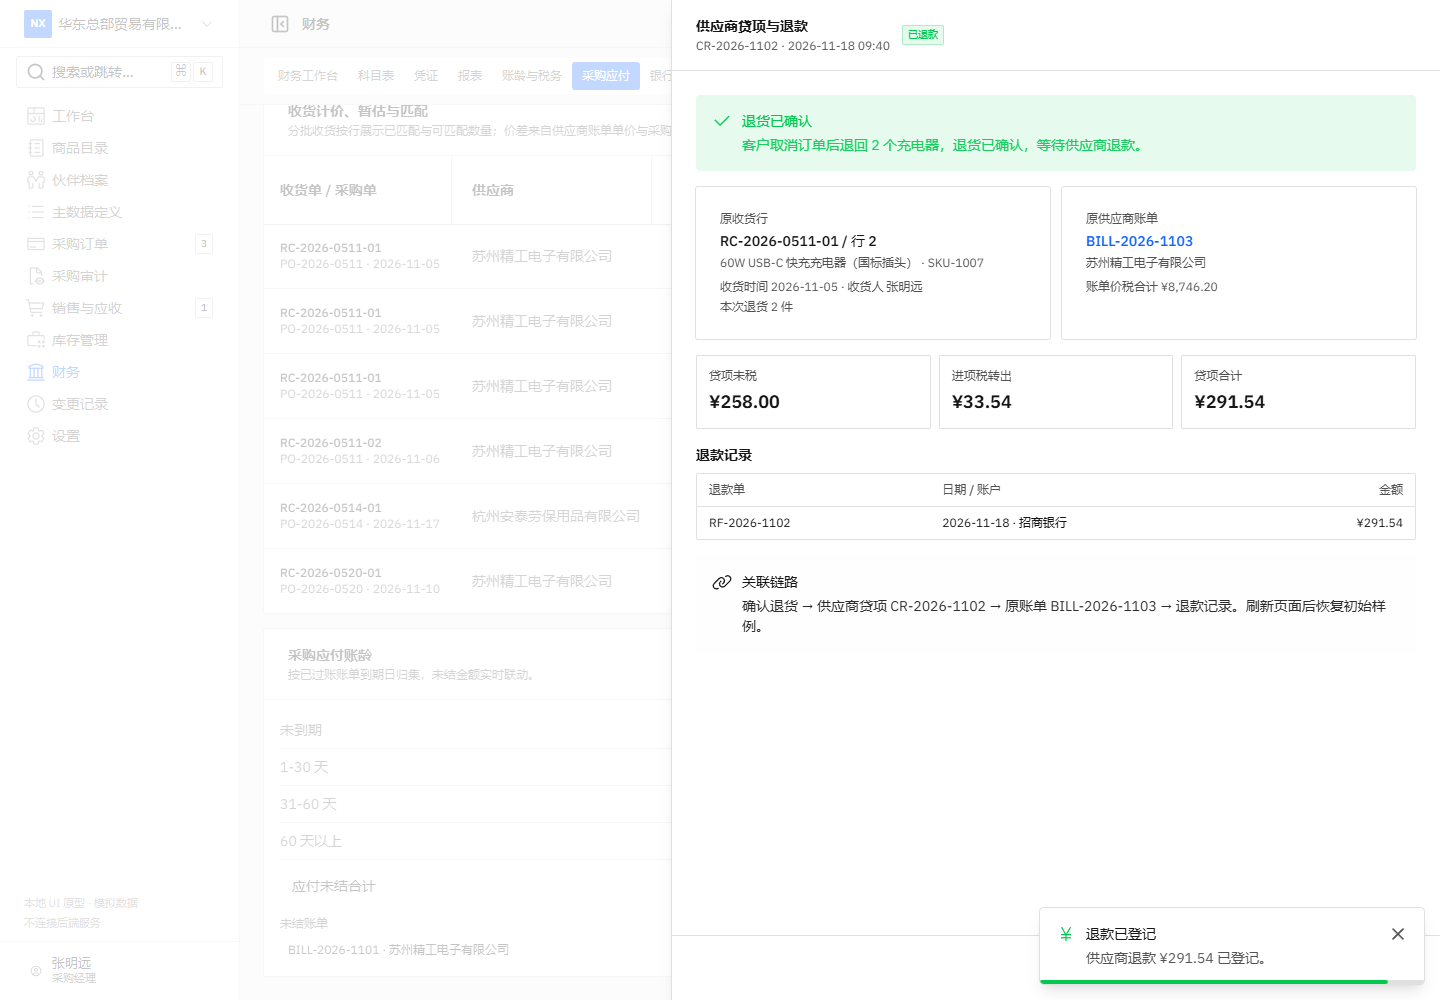 NX
华东总部贸易有限...
搜索或跳转...
⌘ K
工作台
商品目录
伙伴档案
主数据定义
采购订单
3
采购审计
销售与应收
1
库存管理
财务
变更记录
设置
本地 UI 原型 · 模拟数据
不连接后端服务
张明远
采购经理
财务
财务工作台 科目表 凭证 报表 账龄与税务 采购应付 银行
收货计价、暂估与匹配
分批收货按行展示已匹配与可匹配数量；价差来自供应商账单单价与采购
收货单 / 采购单
供应商
RC-2026-0511-01
PO-2026-0511 · 2026-11-05
苏州精工电子有限公司
RC-2026-0511-01
PO-2026-0511 · 2026-11-05
苏州精工电子有限公司
RC-2026-0511-01
PO-2026-0511 · 2026-11-05
苏州精工电子有限公司
RC-2026-0511-02
PO-2026-0511 · 2026-11-06
苏州精工电子有限公司
RC-2026-0514-01
PO-2026-0514 · 2026-11-17
杭州安泰劳保用品有限公司
RC-2026-0520-01
PO-2026-0520 · 2026-11-10
苏州精工电子有限公司
采购应付账龄
按已过账账单到期日归集，未结金额实时联动。
未到期
1-30 天
31-60 天
60 天以上
应付未结合计
未结账单
BILL-2026-1101 · 苏州精工电子有限公司
供应商贷项与退款
CR-2026-1102 · 2026-11-18 09:40
已退款
退货已确认
客户取消订单后退回 2 个充电器，退货已确认，等待供应商退款。
原收货行
RC-2026-0511-01 / 行 2
60W USB-C 快充充电器（国标插头） · SKU-1007
收货时间 2026-11-05 · 收货人 张明远
本次退货 2 件
原供应商账单
BILL-2026-1103
苏州精工电子有限公司
账单价税合计 ¥8,746.20
贷项未税
¥258.00
进项税转出
¥33.54
贷项合计
¥291.54
退款记录
退款单 日期 / 账户 金额
RF-2026-1102 2026-11-18 · 招商银行 ¥291.54
关联链路
确认退货 → 供应商贷项 CR-2026-1102 → 原账单 BILL-2026-1103 → 退款记录。刷新页面后恢复初始样
例。
退款已登记
供应商退款 ¥291.54 已登记。